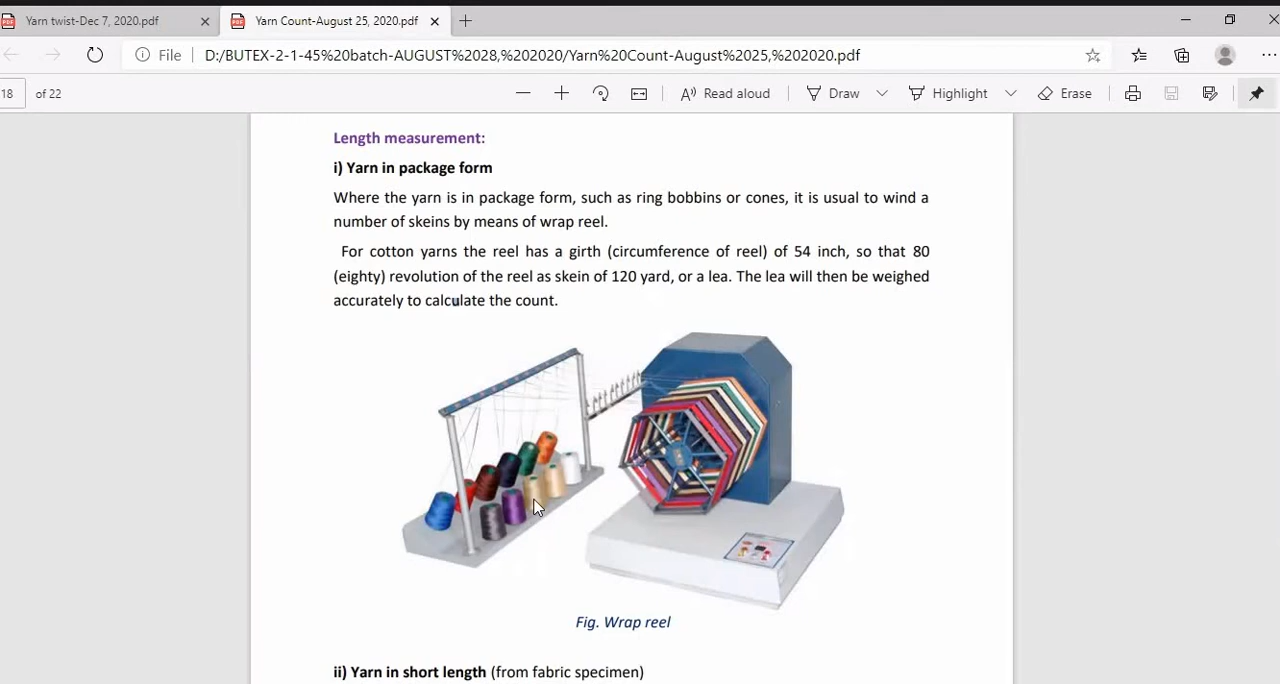 Yarn twist-Dec 7, 2020.pdf
Yarn Count-August 25, 2020.pdf
File D:/BUTEX-2-1-45%20batch-AUGUST%2028,%202020/Yarn%20Count-August%2025,%202020.pdf
18 of 22 Read aloud Draw Highlight Erase
Length measurement:
i) Yarn in package form
Where the yarn is in package form, such as ring bobbins or cones, it is usual to wind a
number of skeins by means of wrap reel.
For cotton yarns the reel has a girth (circumference of reel) of 54 inch, so that 80
(eighty) revolution of the reel as skein of 120 yard, or a lea. The lea will then be weighed
accurately to calculate the count.
Fig. Wrap reel
ii) Yarn in short length (from fabric specimen)